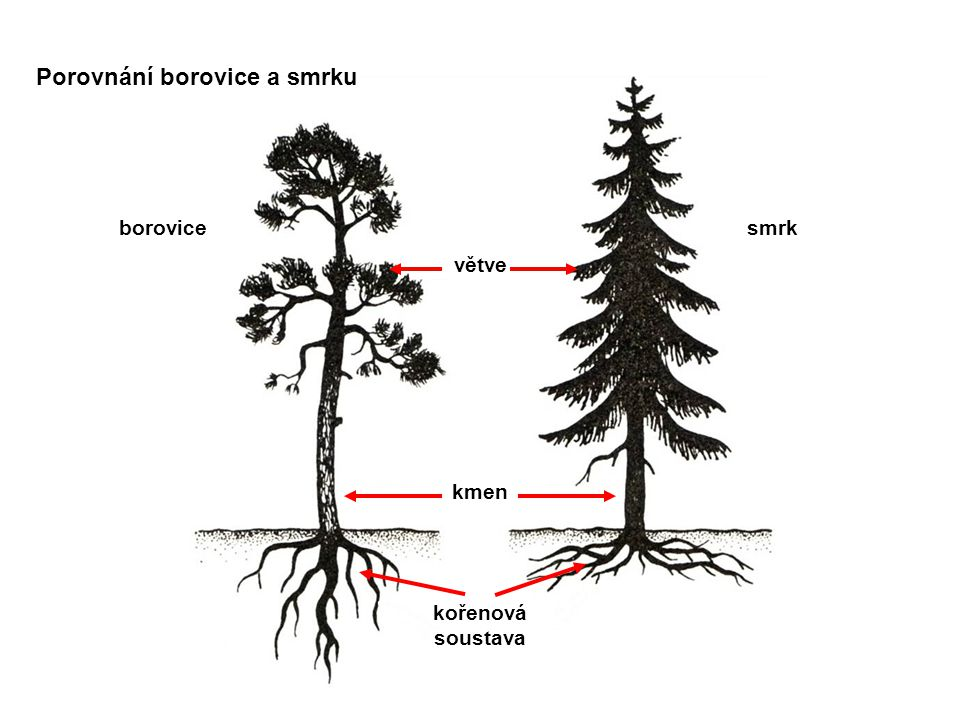 Porovnání borovice a smrku
borovice
smrk
větve
kmen
kořenová
soustava